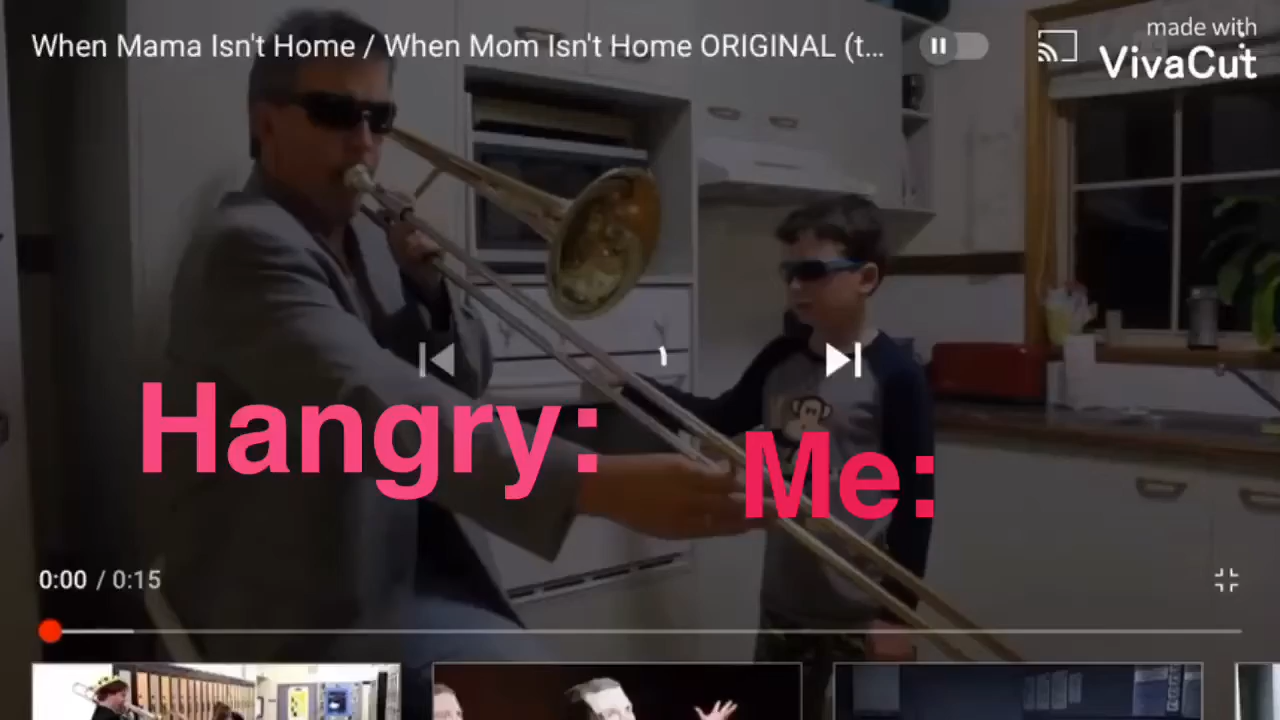 When Mama Isn't Home / When Mom Isn't Home ORIGINAL (t...
made with
VivaCut
Hangry:
Me:
0:00 / 0:15